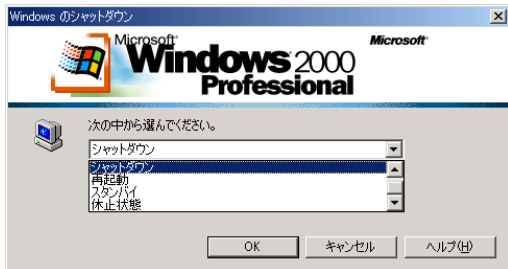 Windows のシャットダウン
Microsoft
Windows 2000
Professional
Microsoft
次の中から選んでください。
シャットダウン
シャットダウン
再起動
スタンバイ
休止状態
OK
キャンセル
ヘルプ(H)